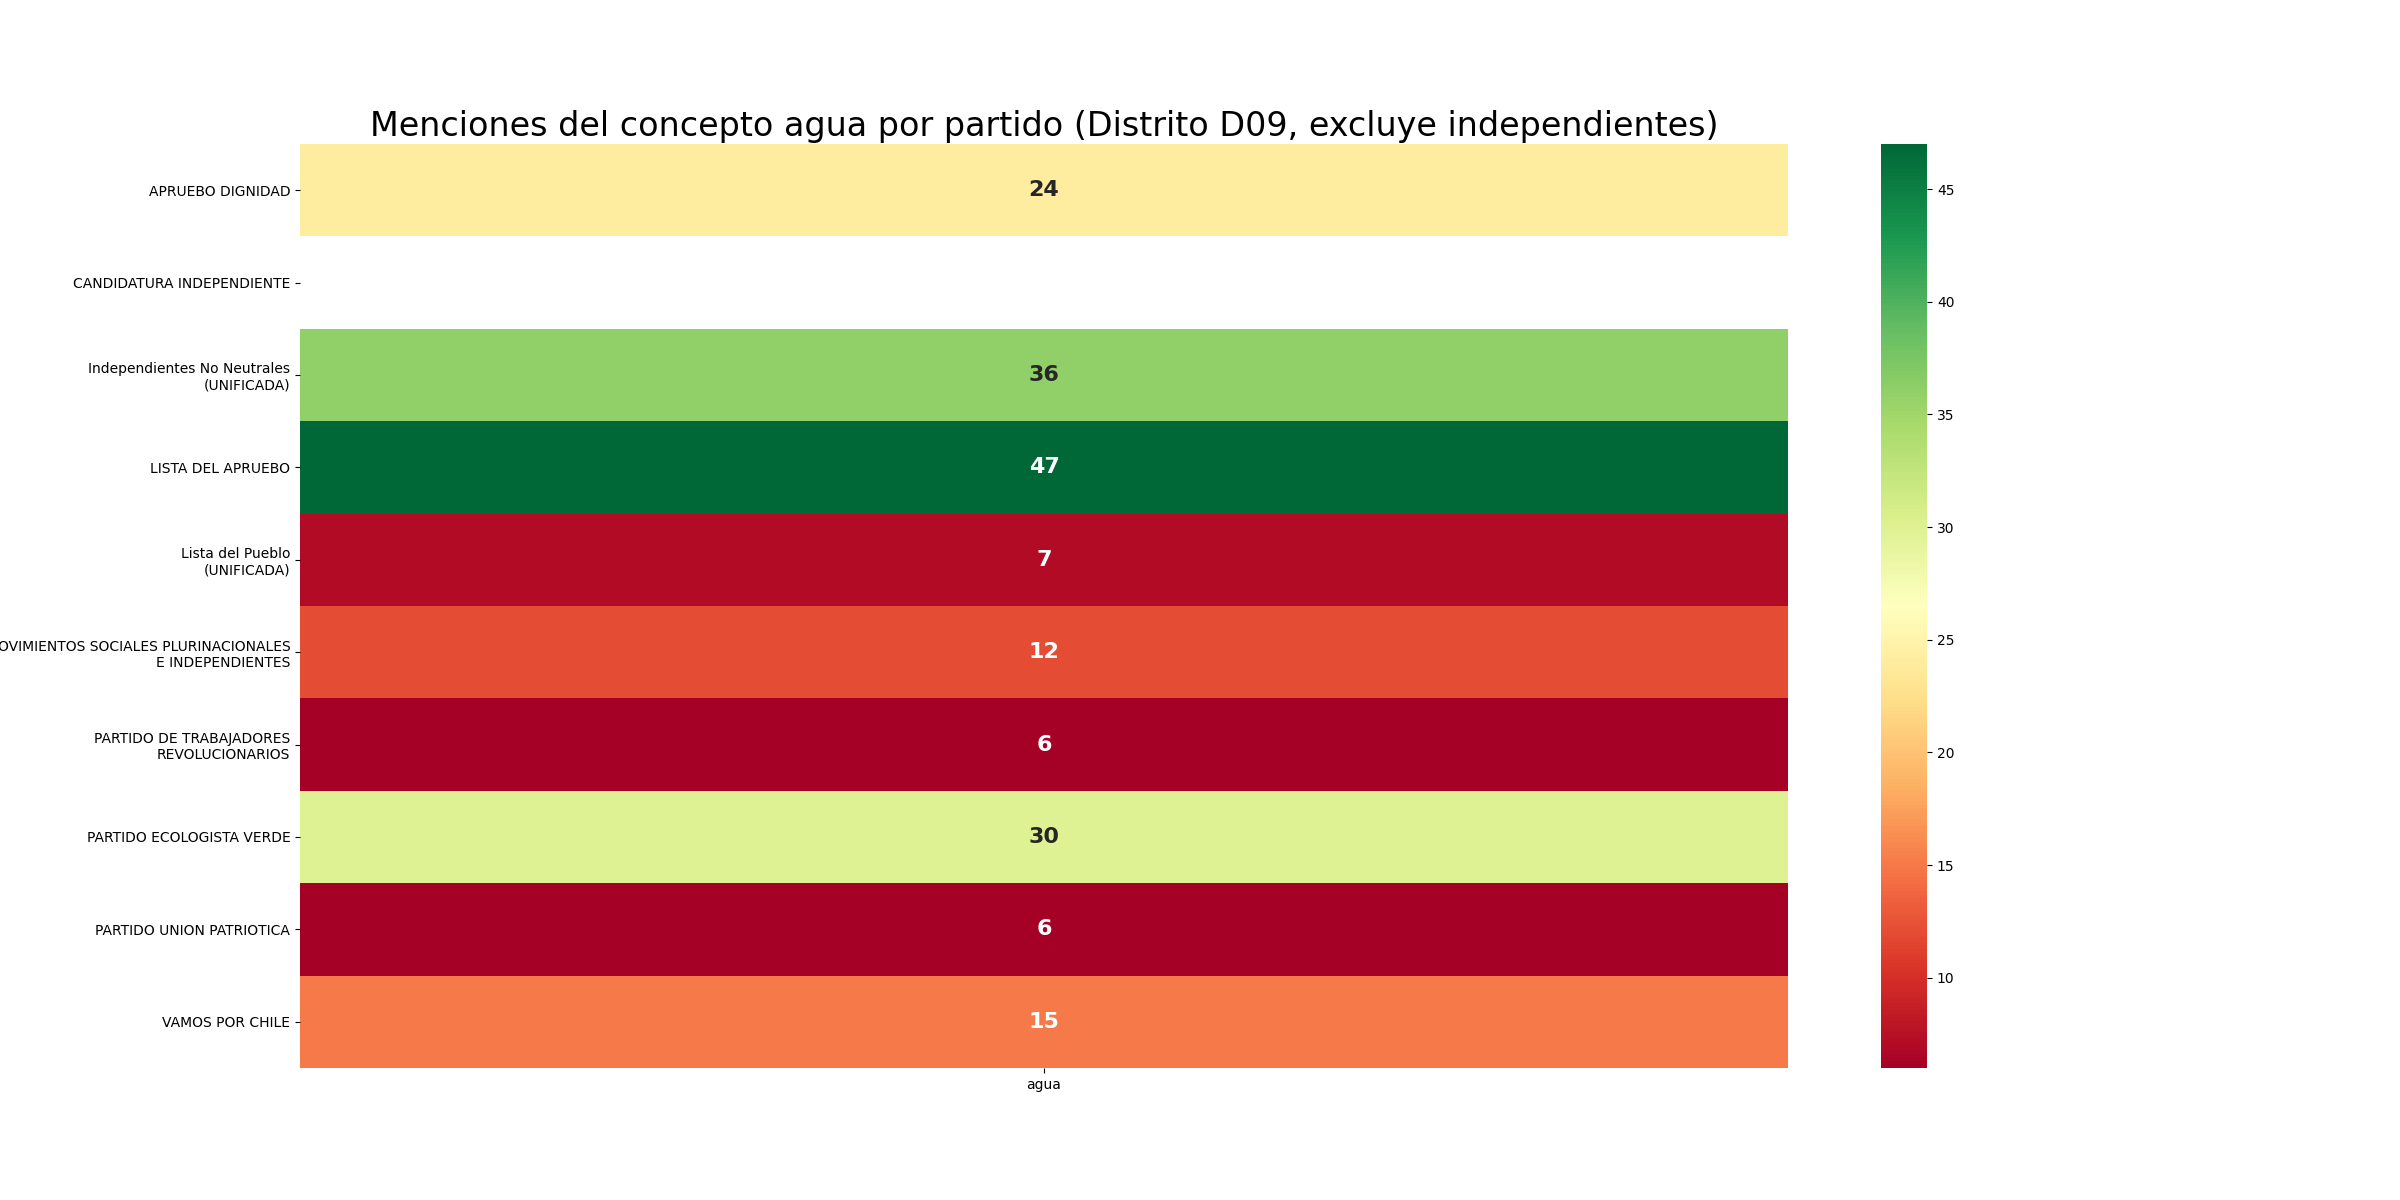 Menciones del concepto agua por partido (Distrito D09, excluye independientes)
APRUEBO DIGNIDAD
24
CANDIDATURA INDEPENDIENTE
Independientes No Neutrales
(UNIFICADA)
36
LISTA DEL APRUEBO
47
Lista del Pueblo
(UNIFICADA)
7
OVIMIENTOS SOCIALES PLURINACIONALES
E INDEPENDIENTES
12
PARTIDO DE TRABAJADORES
REVOLUCIONARIOS
6
PARTIDO ECOLOGISTA VERDE
30
PARTIDO UNION PATRIOTICA
6
VAMOS POR CHILE
15
agua
45
40
35
30
25
20
15
10